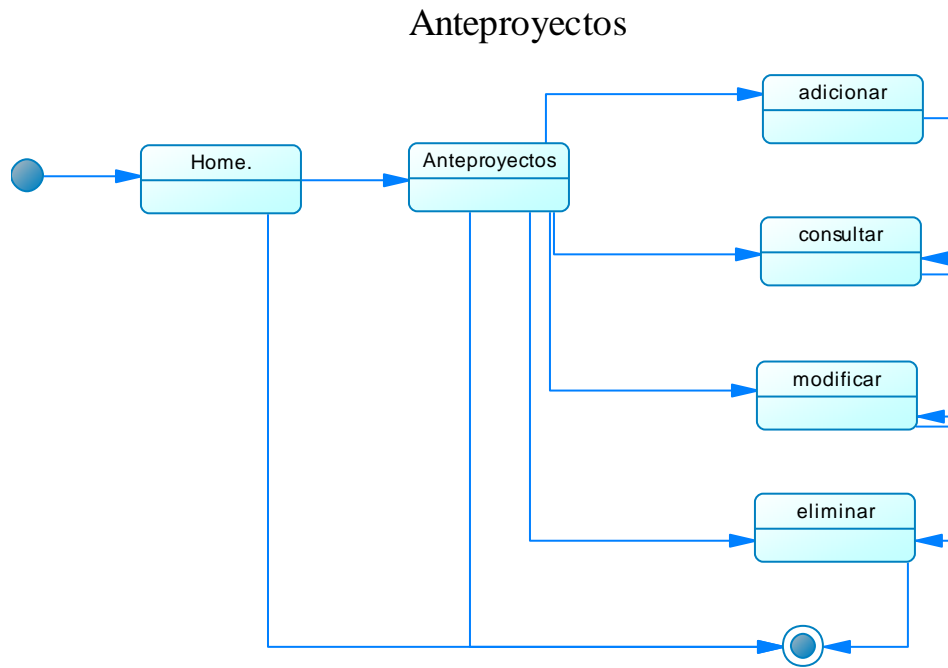 Anteproyectos
adicionar
Home.
Anteproyectos
consultar
modificar
eliminar